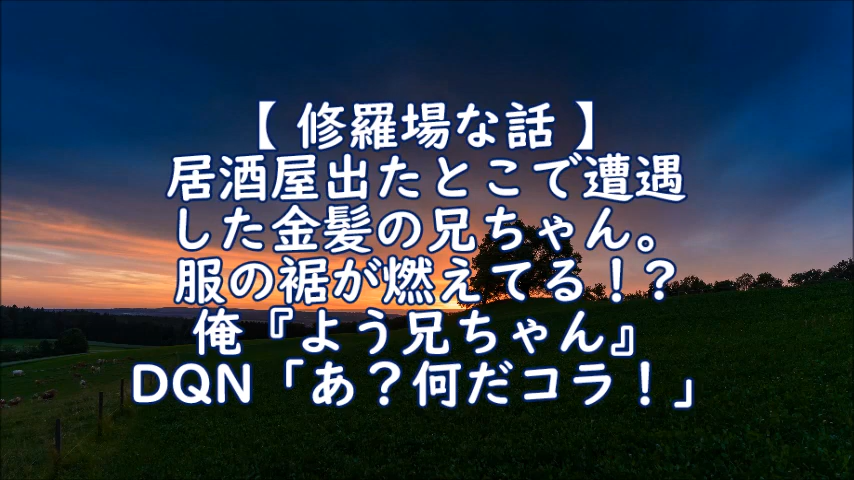 【 修羅場な話 】
居酒屋出たとこで遭遇
した金髪の兄ちゃん。
服の裾が燃えてる！？
俺『よう兄ちゃん』
DQN「あ？何だコラ！」